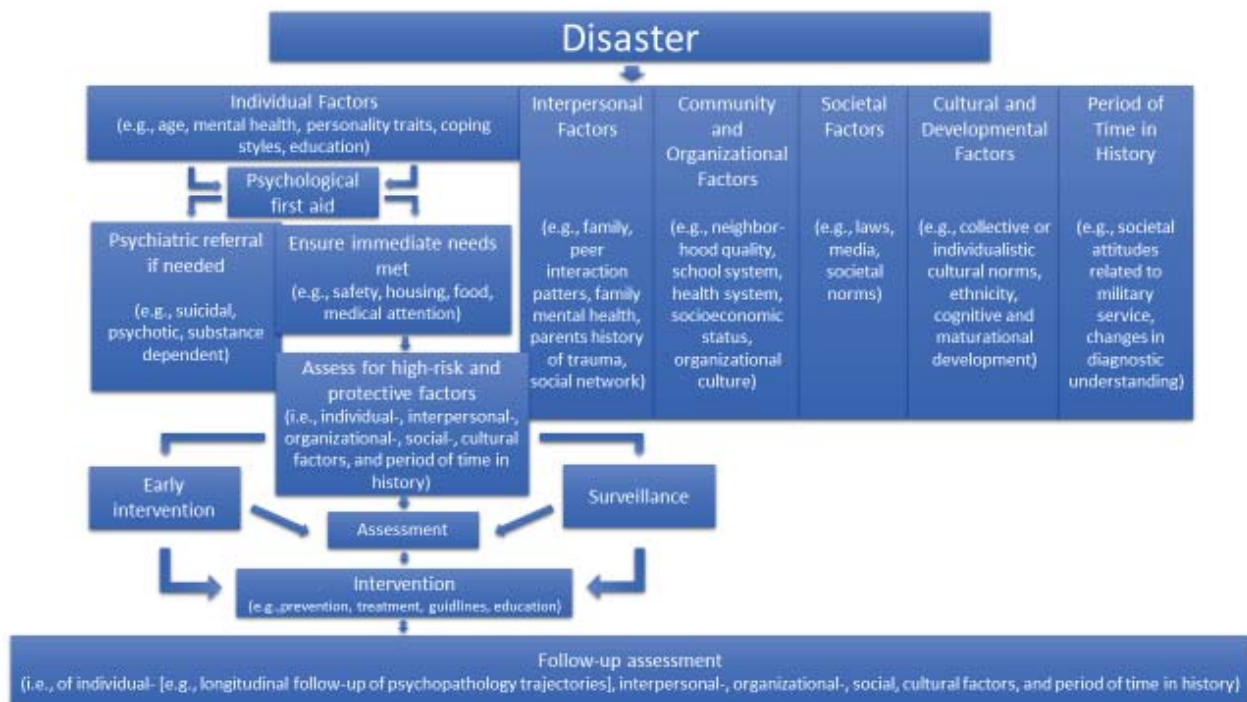 Disaster
Individual Factors
(e.g., age, mental health, personality traits, coping
styles, education)
Interpersonal
Factors
(e.g., family,
peer
interaction
patters, family
mental health,
parents history
of trauma,
social network)
Community
and
Organizational
Factors
(e.g., neighbor-
hood quality,
school system,
health system,
socioeconomic
status,
organizational
culture)
Societal
Factors
(e.g., laws,
media,
societal
norms)
Cultural and
Developmental
Factors
(e.g., collective or
individualistic
cultural norms,
ethnicity,
cognitive and
maturational
development)
Period of
Time in
History
(e.g., societal
attitudes
related to
military
service,
changes in
diagnostic
understanding)
Psychological
first aid
Psychiatric referral
if needed
(e.g., suicidal,
psychotic, substance
dependent)
Ensure immediate needs
met
(e.g., safety, housing, food,
medical attention)
Assess for high-risk and
protective factors
(i.e., individual-, interpersonal-,
organizational-, social-, cultural
factors, and period of time in
history)
Early
intervention
Surveillance
Assessment
Intervention
(e.g.,prevention, treatment, guidlines, education)
Follow-up assessment
(i.e., of individual- [e.g., longitudinal follow-up of psychopathology trajectories], interpersonal-, organizational-, social, cultural factors, and period of time in history)